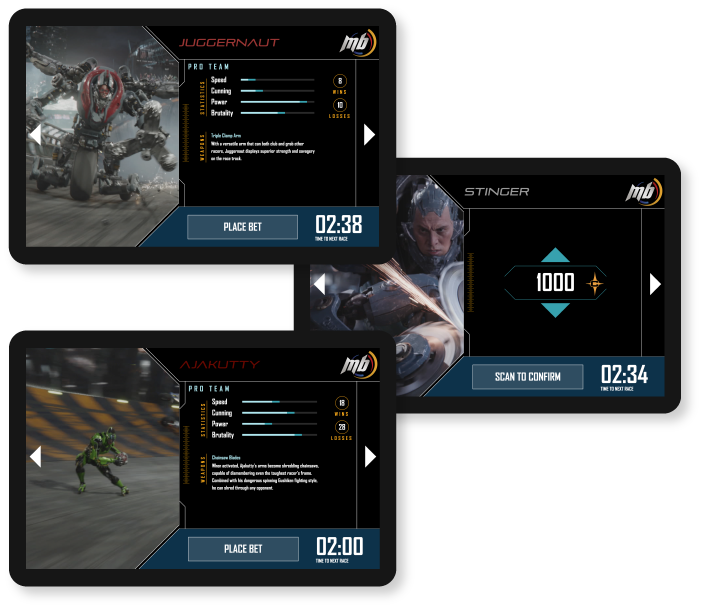 JUGGERNAUT
mb
PRO TEAM
STATISTICS
Speed
Cunning
Power
Brutality
8
WINS
10
LOSSES
WEAPONS
Triple Clamp Arm
With a versatile arm that can both club and grab other
racers, Juggernaut displays superior strength and savagery
on the race track.
PLACE BET
02:38
TIME TO NEXT RACE
STINGER
mb
1000
SCAN TO CONFIRM
02:34
TIME TO NEXT RACE
AJAKUTTY
mb
PRO TEAM
STATISTICS
Speed
Cunning
Power
Brutality
18
WINS
28
LOSSES
WEAPONS
Chainsaw Blades
When activated, Ajakutty's arms become shredding chainsaws,
capable of dismembering even the toughest racer's frame.
Combined with his dangerous spinning Gushiken fighting style,
he can shred through any opponent.
PLACE BET
02:00
TIME TO NEXT RACE